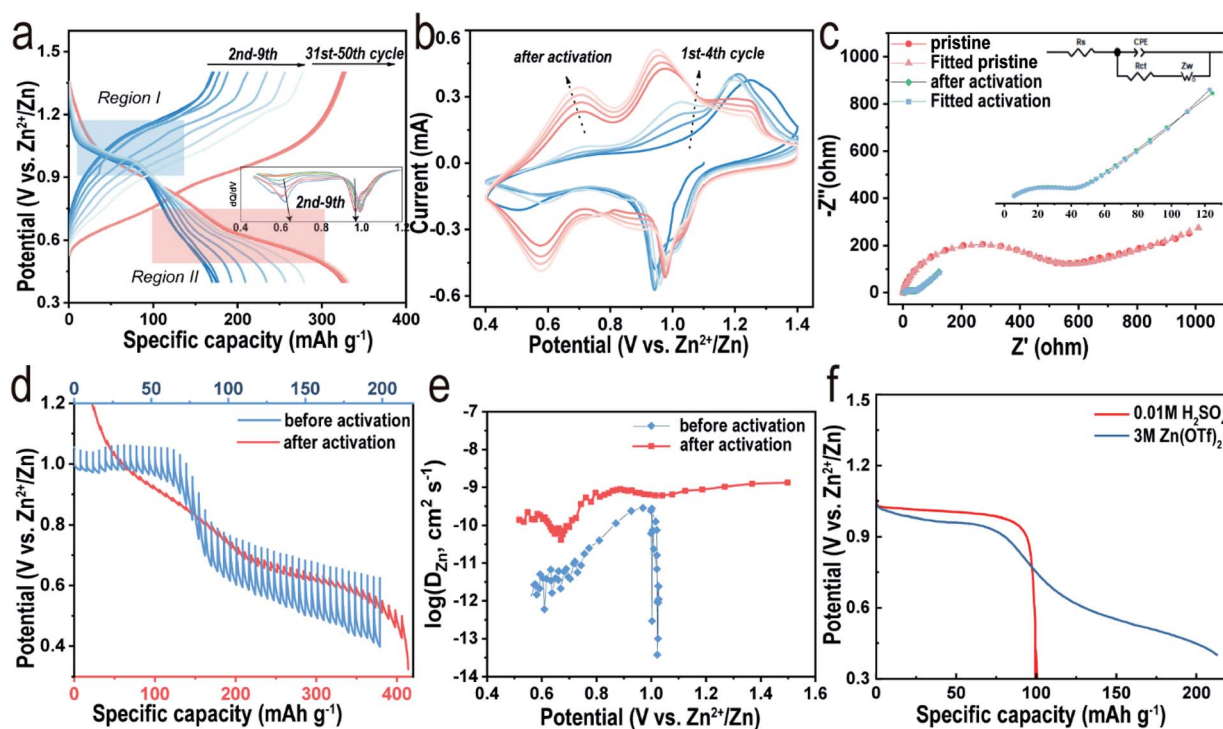 a
2nd-9th 31st-50th cycle
Region I
Region II
2nd-9th
dQ/dV
0.4 0.6 0.8 1.0 1.2
1.5
1.2
0.9
0.6
0.3
0 100 200 300 400
Potential (V vs. Zn²⁺/Zn)
Specific capacity (mAh g⁻¹)
b
after activation
1st-4th cycle
0.6
0.3
0.0
-0.3
-0.6
0.4 0.6 0.8 1.0 1.2 1.4
Current (mA)
Potential (V vs. Zn²⁺/Zn)
c
pristine
Fitted pristine
after activation
Fitted activation
Rs CPE
Rct Zw
1000
800
600
400
200
0
0 20 40 60 80 100 120
0 200 400 600 800 1000
-Z''(ohm)
Z' (ohm)
d
0 50 100 150 200
before activation
after activation
1.2
1.0
0.8
0.6
0.4
0 100 200 300 400
Potential (V vs. Zn²⁺/Zn)
Specific capacity (mAh g⁻¹)
e
before activation
after activation
-7
-8
-9
-10
-11
-12
-13
-14
0.4 0.6 0.8 1.0 1.2 1.4 1.6
log(D_Zn, cm² s⁻¹)
Potential (V vs. Zn²⁺/Zn)
f
0.01M H₂SO₄
3M Zn(OTf)₂
1.5
1.2
0.9
0.6
0.3
0 50 100 150 200
Potential (V vs. Zn²⁺/Zn)
Specific capacity (mAh g⁻¹)